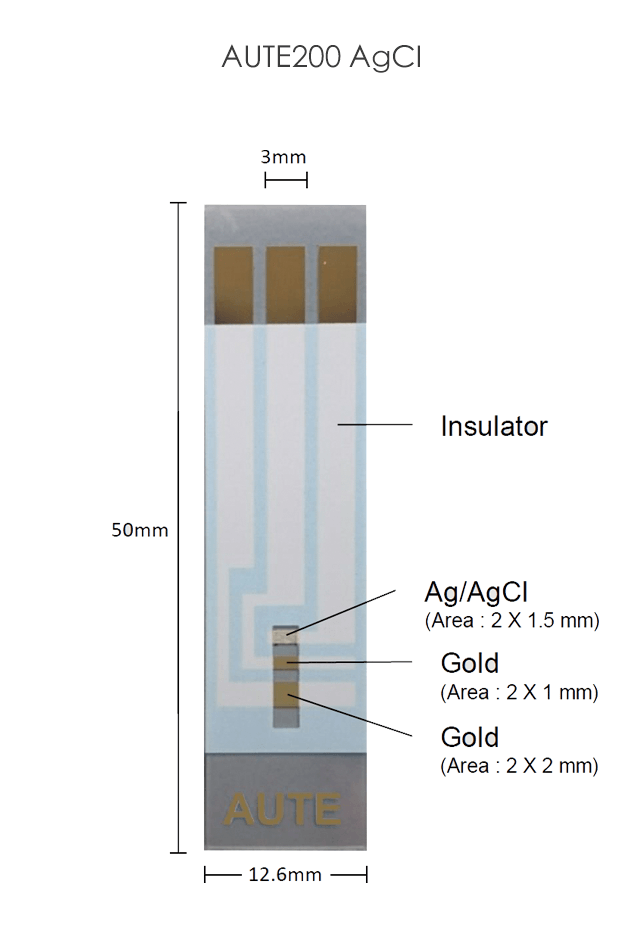 AUTE200 AgCl
3mm
Insulator
50mm
Ag/AgCl
(Area : 2 X 1.5 mm)
Gold
(Area : 2 X 1 mm)
Gold
(Area : 2 X 2 mm)
AUTE
12.6mm